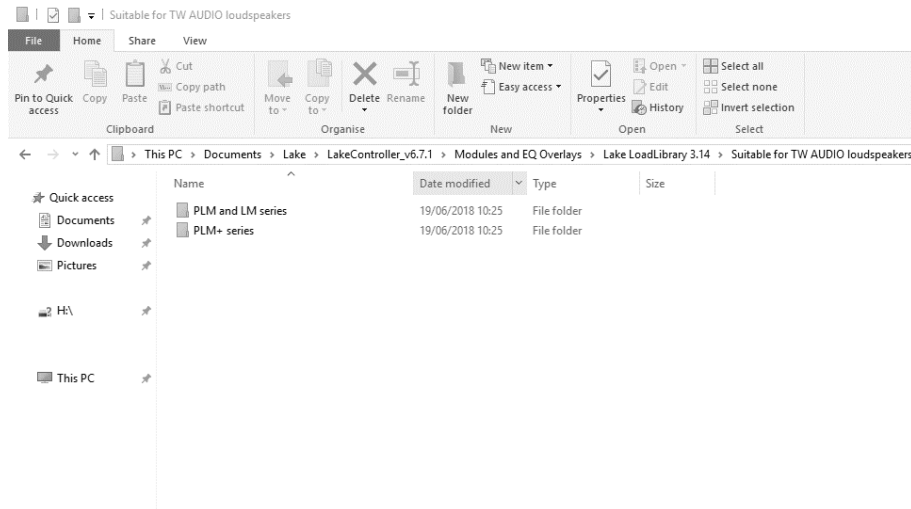 Suitable for TW AUDIO loudspeakers
File Home Share View
Pin to Quick access
Copy
Paste
Cut
Copy path
Paste shortcut
Clipboard
Move to
Copy to
Delete
Rename
Organise
New folder
New item
Easy access
New
Properties
Open
Edit
History
Open
Select all
Select none
Invert selection
Select
This PC > Documents > Lake > LakeController_v6.7.1 > Modules and EQ Overlays > Lake LoadLibrary 3.14 > Suitable for TW AUDIO loudspeakers
Quick access
Documents
Downloads
Pictures
H:\
This PC
Name Date modified Type Size
PLM and LM series 19/06/2018 10:25 File folder
PLM+ series 19/06/2018 10:25 File folder